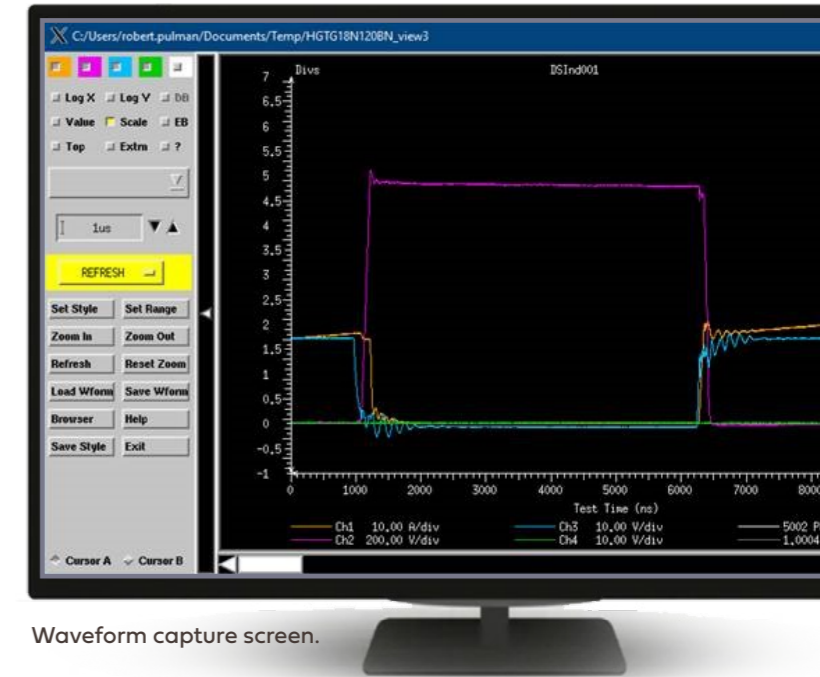 C:/Users/robert.pulman/Documents/Temp/HGTG18N120BN_view3
Log X Log V DB
Value Scale EB
Top Extrn ?
1us
REFRESH
Set Style Set Range
Zoom In Zoom Out
Refresh Reset Zoom
Load Wform Save Wform
Browser Help
Save Style Exit
Cursor A Cursor B
Divs DSInd001
7
6.5
6
5.5
5
4.5
4
3.5
3
2.5
2
1.5
1
0.5
0
-0.5
-1
0 1000 2000 3000 4000 5000 6000 7000 8000
Test Time (ns)
Ch1 10.00 A/div Ch3 10.00 V/div 5002
Ch2 200.00 V/div Ch4 10.00 V/div 1.0004
Waveform capture screen.